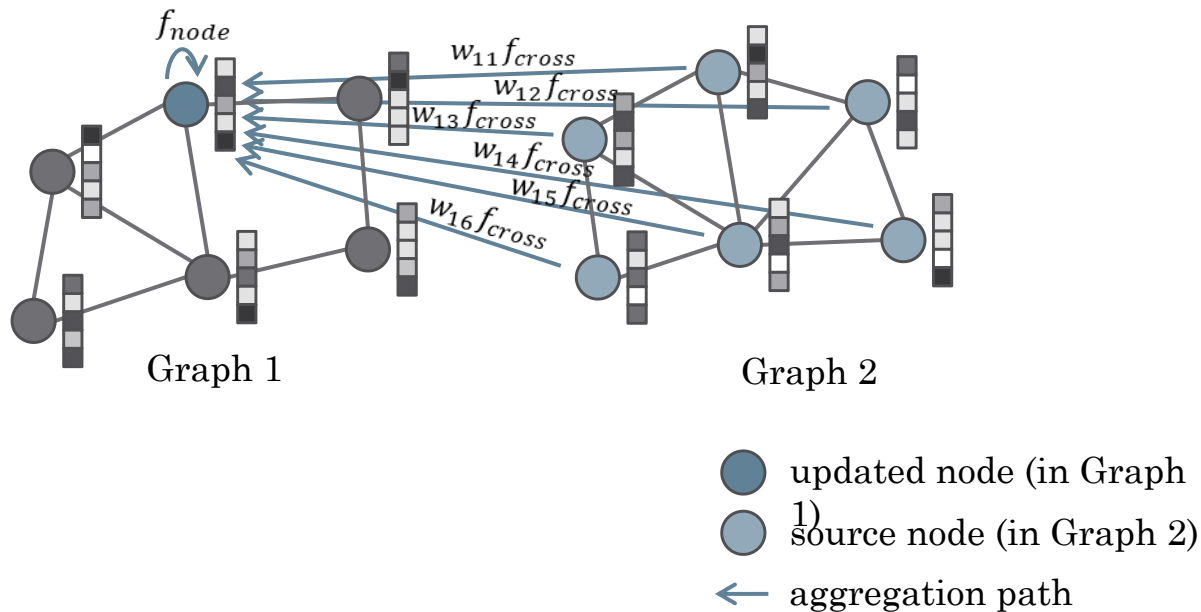 f_node
w_11 f_cross
w_12 f_cross
w_13 f_cross
w_14 f_cross
w_15 f_cross
w_16 f_cross
Graph 1
Graph 2
updated node (in Graph
1)
source node (in Graph 2)
aggregation path